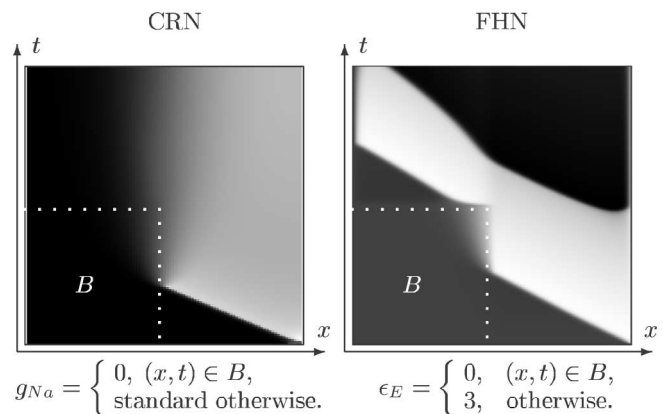 CRN
FHN
t
t
B
B
x
x
g_{Na} = { 0, (x, t) ∈ B,
standard otherwise.
ϵ_E = { 0, (x, t) ∈ B,
3, otherwise.